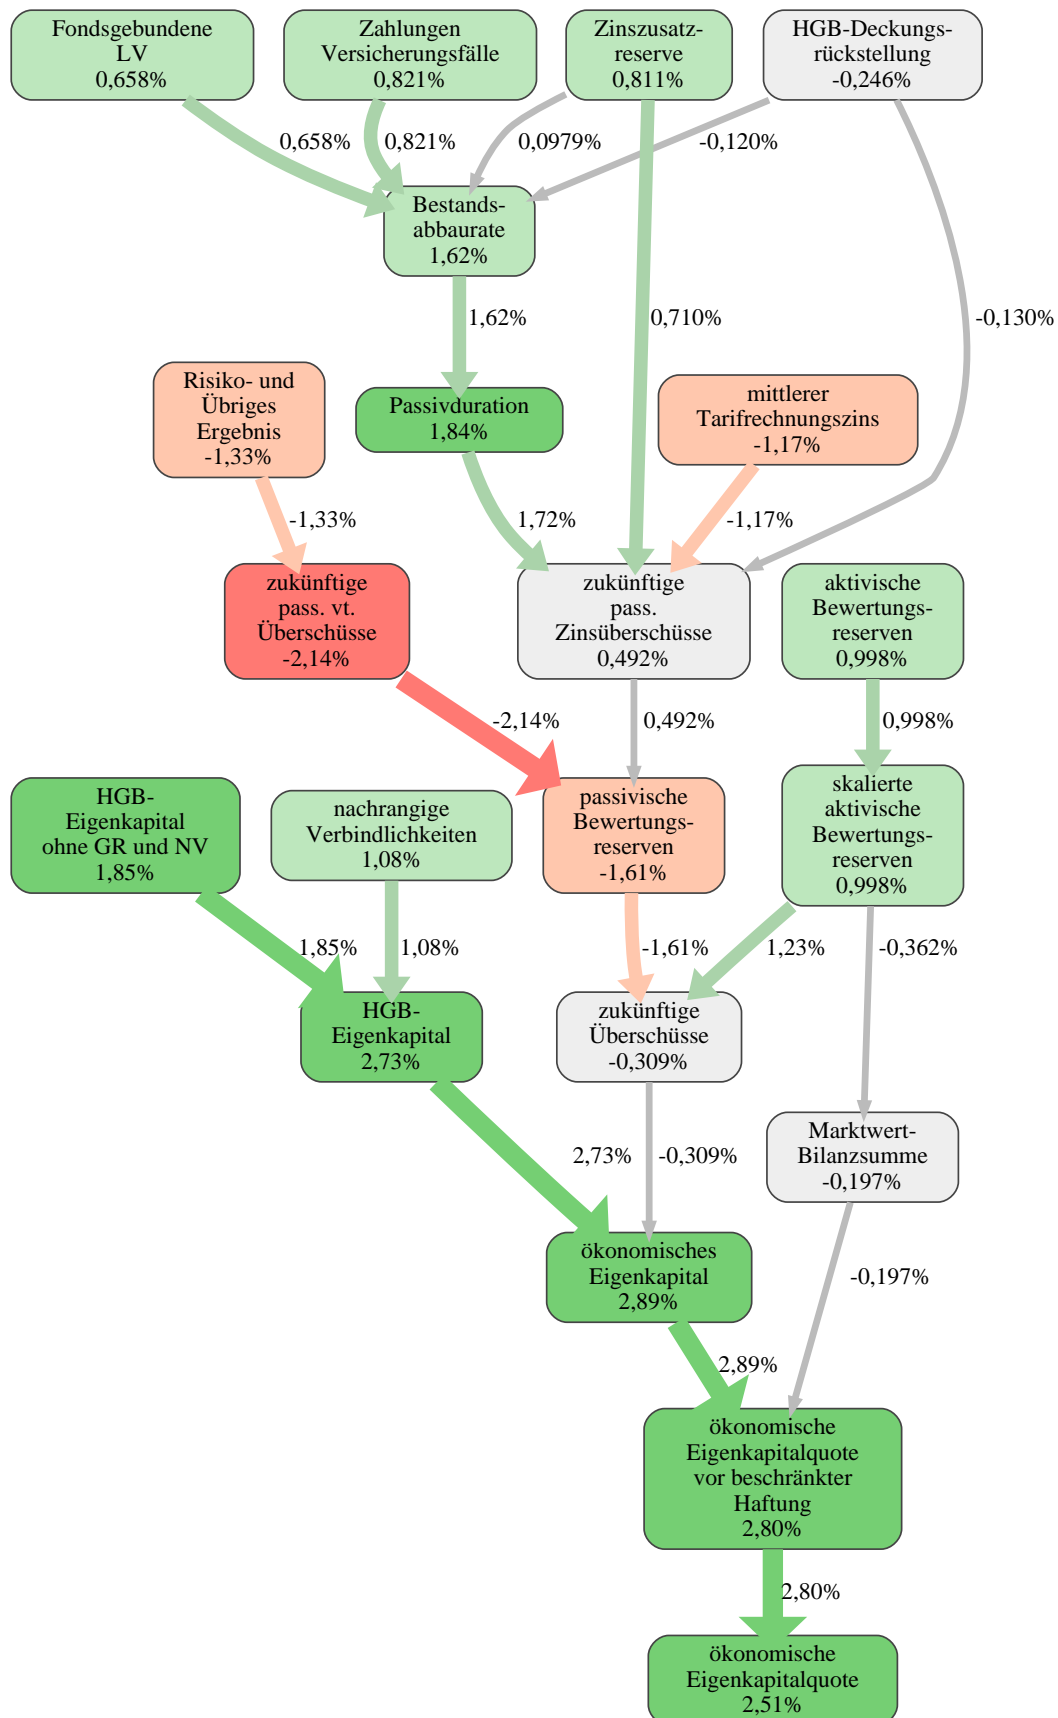 Fondsgebundene
LV
0,658%
Zahlungen
Versicherungsfälle
0,821%
Zinszusatz-
reserve
0,811%
HGB-Deckungs-
rückstellung
-0,246%
0,658%
0,821%
0,0979%
-0,120%
Bestands-
abbaurate
1,62%
1,62%
0,710%
-0,130%
Risiko- und
Übriges
Ergebnis
-1,33%
Passivduration
1,84%
mittlerer
Tarifrechnungszins
-1,17%
-1,33%
1,72%
-1,17%
zukünftige
pass. vt.
Überschüsse
-2,14%
zukünftige
pass.
Zinsüberschüsse
0,492%
aktivische
Bewertungs-
reserven
0,998%
-2,14%
0,492%
0,998%
HGB-
Eigenkapital
ohne GR und NV
1,85%
nachrangige
Verbindlichkeiten
1,08%
passivische
Bewertungs-
reserven
-1,61%
skalierte
aktivische
Bewertungs-
reserven
0,998%
1,85%
1,08%
-1,61%
1,23%
-0,362%
HGB-
Eigenkapital
2,73%
zukünftige
Überschüsse
-0,309%
Marktwert-
Bilanzsumme
-0,197%
2,73%
-0,309%
ökonomisches
Eigenkapital
2,89%
-0,197%
2,89%
ökonomische
Eigenkapitalquote
vor beschränkter
Haftung
2,80%
2,80%
ökonomische
Eigenkapitalquote
2,51%